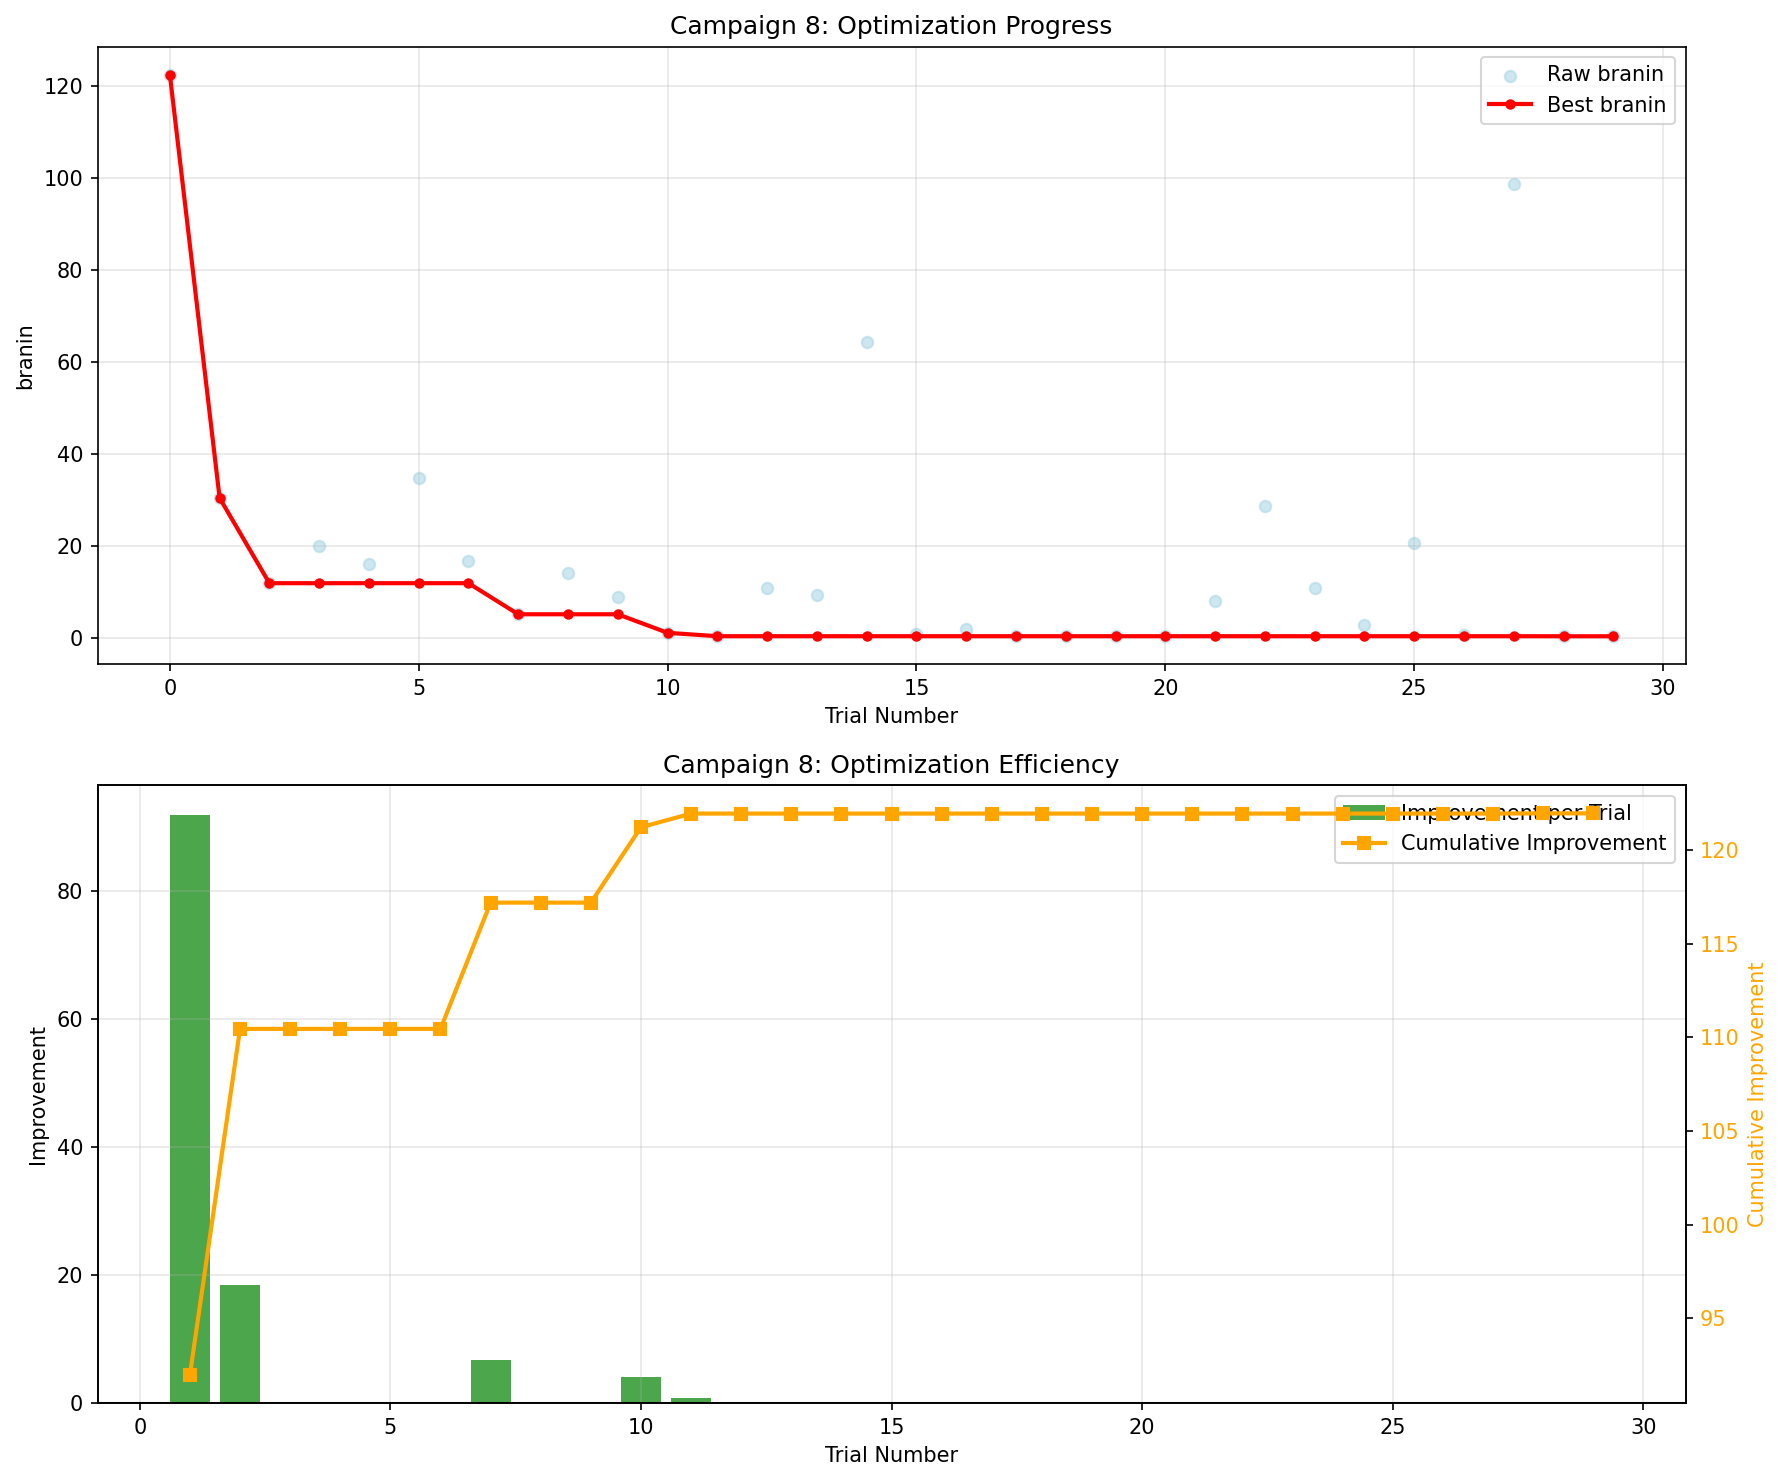 Campaign 8: Optimization Progress
Raw branin
Best branin
120
100
80
60
40
20
0
branin
0 5 10 15 20 25 30
Trial Number
Campaign 8: Optimization Efficiency
Improvement per Trial
Cumulative Improvement
80
60
40
20
0
Improvement
120
115
110
105
100
95
Cumulative Improvement
0 5 10 15 20 25 30
Trial Number